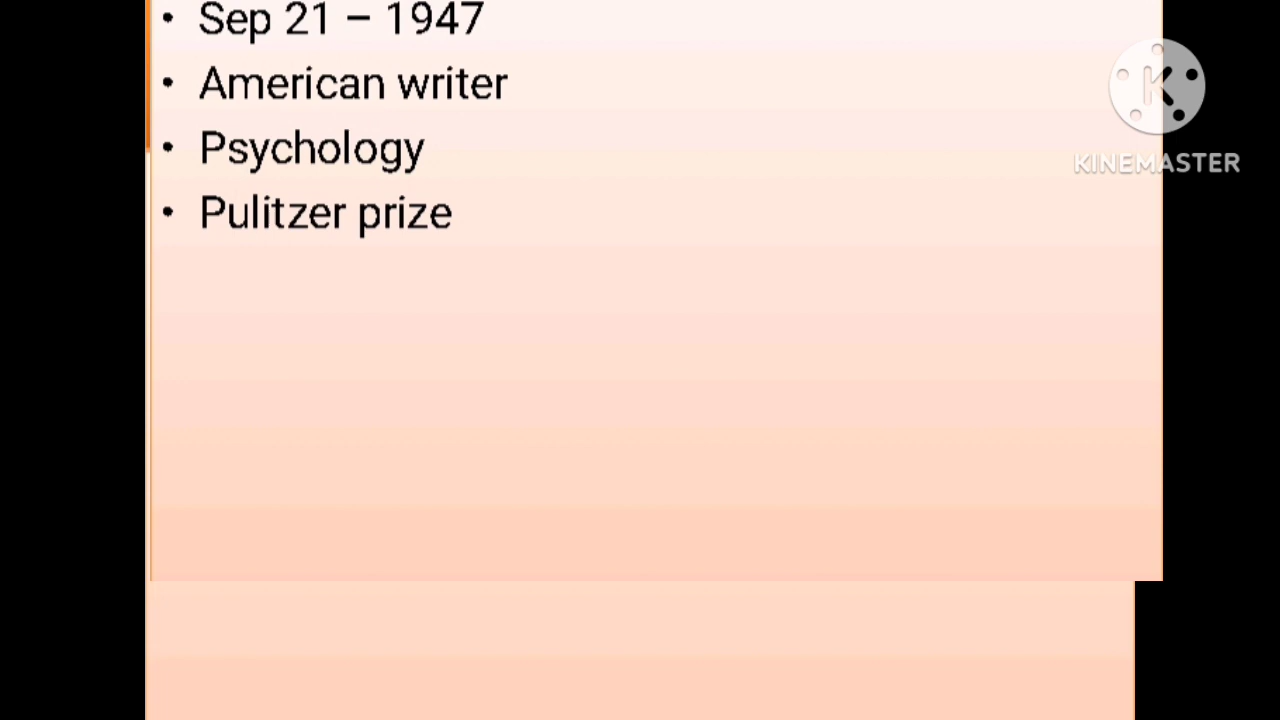 • Sep 21 – 1947
• American writer
• Psychology
• Pulitzer prize
K
KINEMASTER